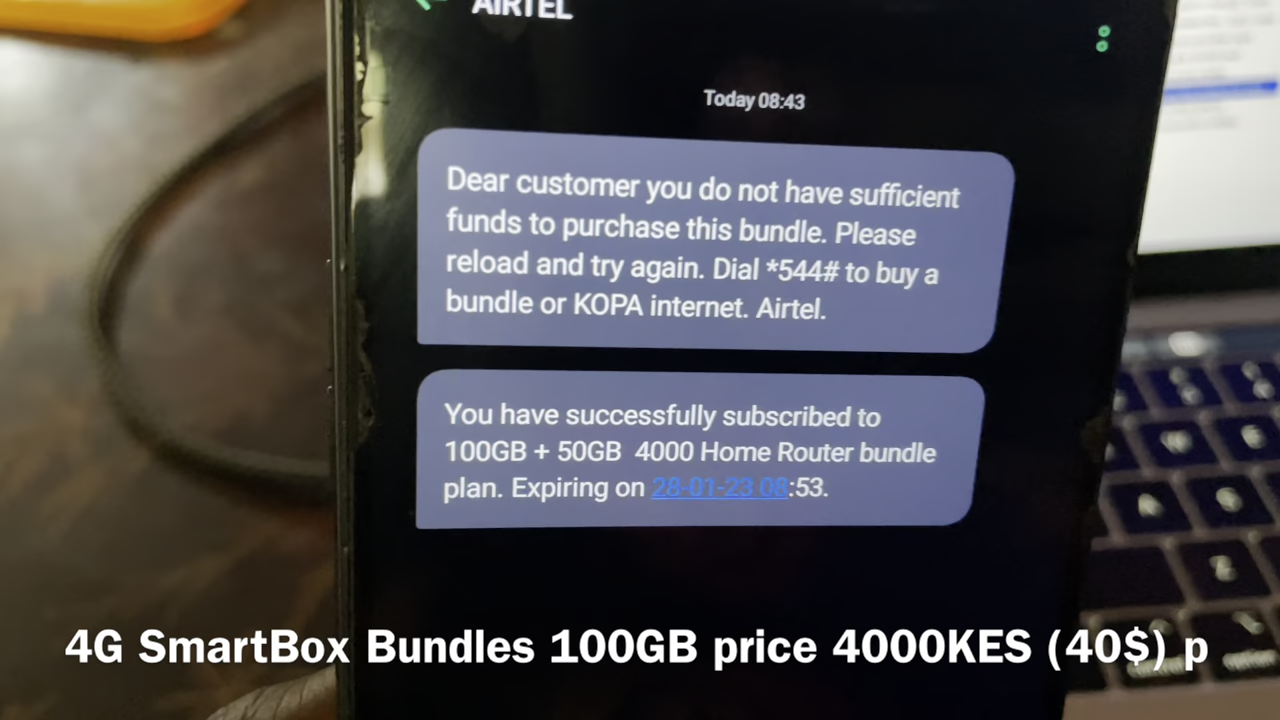 AIRTEL
Today 08:43
Dear customer you do not have sufficient
funds to purchase this bundle. Please
reload and try again. Dial *544# to buy a
bundle or KOPA internet. Airtel.
You have successfully subscribed to
100GB + 50GB  4000 Home Router bundle
plan. Expiring on 28-01-23 08:53.
4G SmartBox Bundles 100GB price 4000KES (40$) p